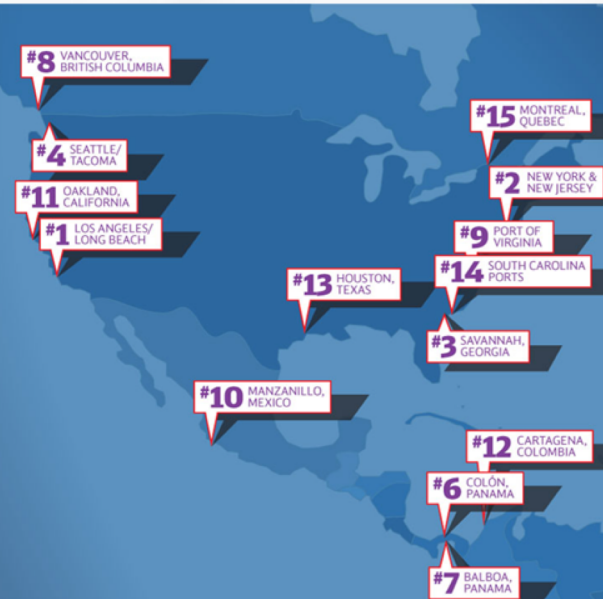 #8 VANCOUVER,
BRITISH COLUMBIA
#15 MONTREAL,
QUEBEC
#4 SEATTLE/
TACOMA
#2 NEW YORK &
NEW JERSEY
#11 OAKLAND,
CALIFORNIA
#1 LOS ANGELES/
LONG BEACH
#9 PORT OF
VIRGINIA
#14 SOUTH CAROLINA
PORTS
#13 HOUSTON,
TEXAS
#3 SAVANNAH,
GEORGIA
#10 MANZANILLO,
MEXICO
#12 CARTAGENA,
COLOMBIA
#6 COLÓN,
PANAMA
#7 BALBOA,
PANAMA